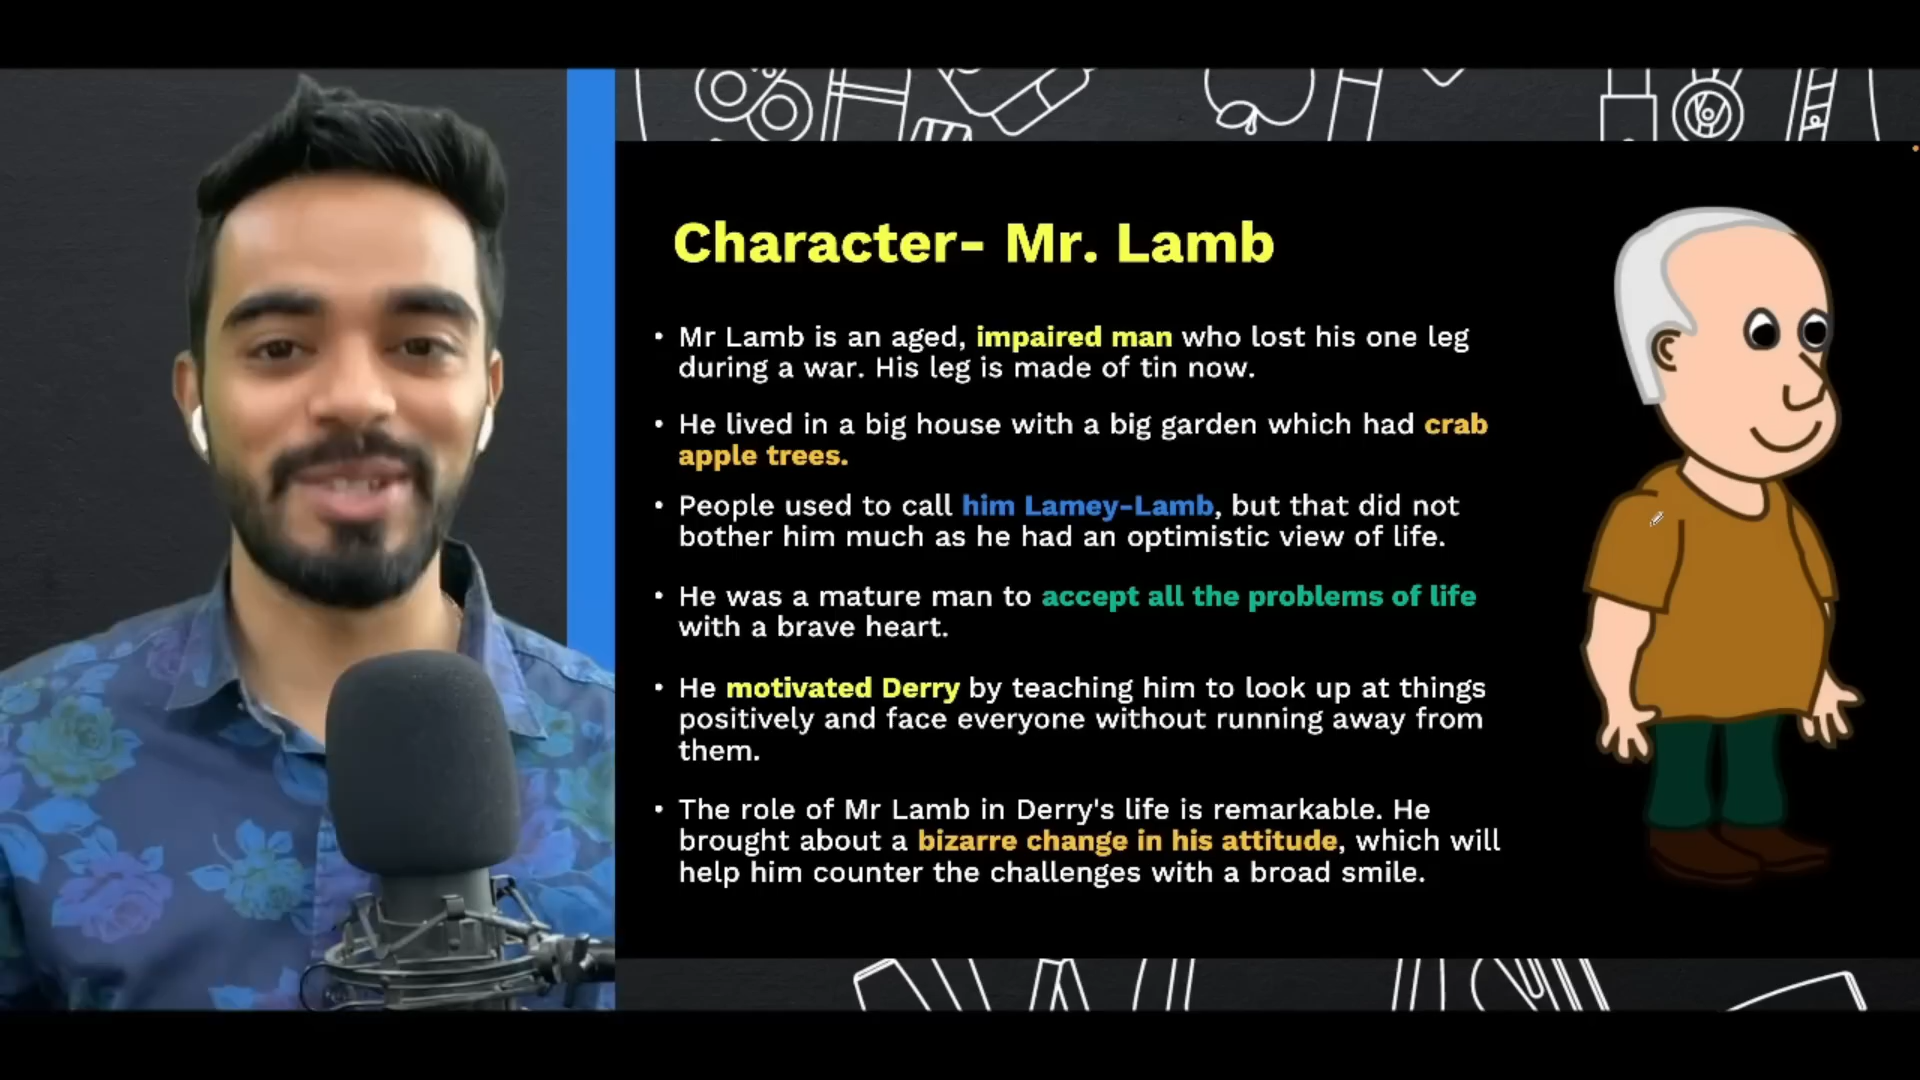 Character- Mr. Lamb
• Mr Lamb is an aged, impaired man who lost his one leg
during a war. His leg is made of tin now.
• He lived in a big house with a big garden which had crab
apple trees.
• People used to call him Lamey-Lamb, but that did not
bother him much as he had an optimistic view of life.
• He was a mature man to accept all the problems of life
with a brave heart.
• He motivated Derry by teaching him to look up at things
positively and face everyone without running away from
them.
• The role of Mr Lamb in Derry's life is remarkable. He
brought about a bizarre change in his attitude, which will
help him counter the challenges with a broad smile.